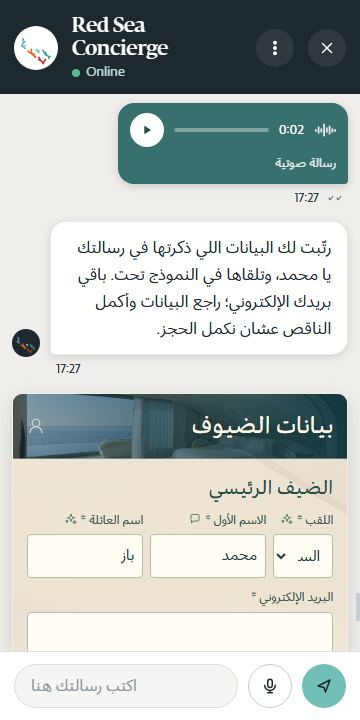 Red Sea
Concierge
Online
0:02
رسالة صوتية
17:27
رتّبت لك البيانات اللي ذكرتها في رسالتك
يا محمد، وتلقاها في النموذج تحت. باقي
بريدك الإلكتروني؛ راجع البيانات وأكمل
الناقص عشان نكمل الحجز.
17:27
بيانات الضيوف
الضيف الرئيسي
اللقب *
الاسم الأول *
اسم العائلة *
السـ
محمد
باز
البريد الإلكتروني *
اكتب رسالتك هنا